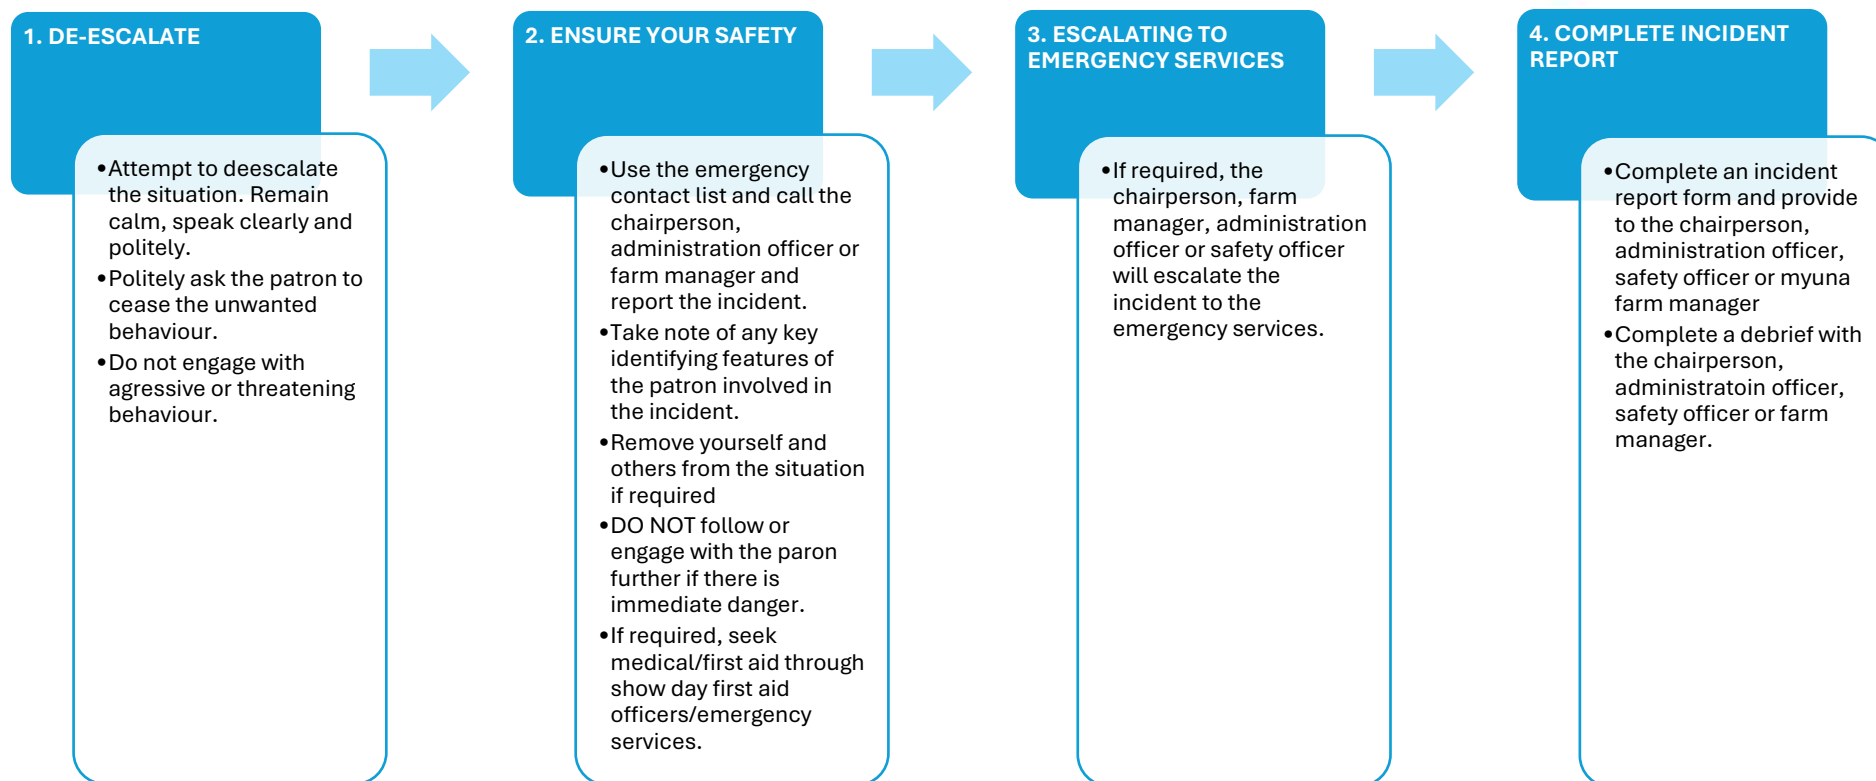 1. DE-ESCALATE
•Attempt to deescalate
the situation. Remain
calm, speak clearly and
politely.
•Politely ask the patron to
cease the unwanted
behaviour.
•Do not engage with
agressive or threatening
behaviour.
2. ENSURE YOUR SAFETY
•Use the emergency
contact list and call the
chairperson,
administration officer or
farm manager and
report the incident.
•Take note of any key
identifying features of
the patron involved in
the incident.
•Remove yourself and
others from the situation
if required
•DO NOT follow or
engage with the paron
further if there is
immediate danger.
•If required, seek
medical/first aid through
show day first aid
officers/emergency
services.
3. ESCALATING TO
EMERGENCY SERVICES
•If required, the
chairperson, farm
manager, administration
officer or safety officer
will escalate the
incident to the
emergency services.
4. COMPLETE INCIDENT
REPORT
•Complete an incident
report form and provide
to the chairperson,
administration officer,
safety officer or myuna
farm manager
•Complete a debrief with
the chairperson,
administratoin officer,
safety officer or farm
manager.